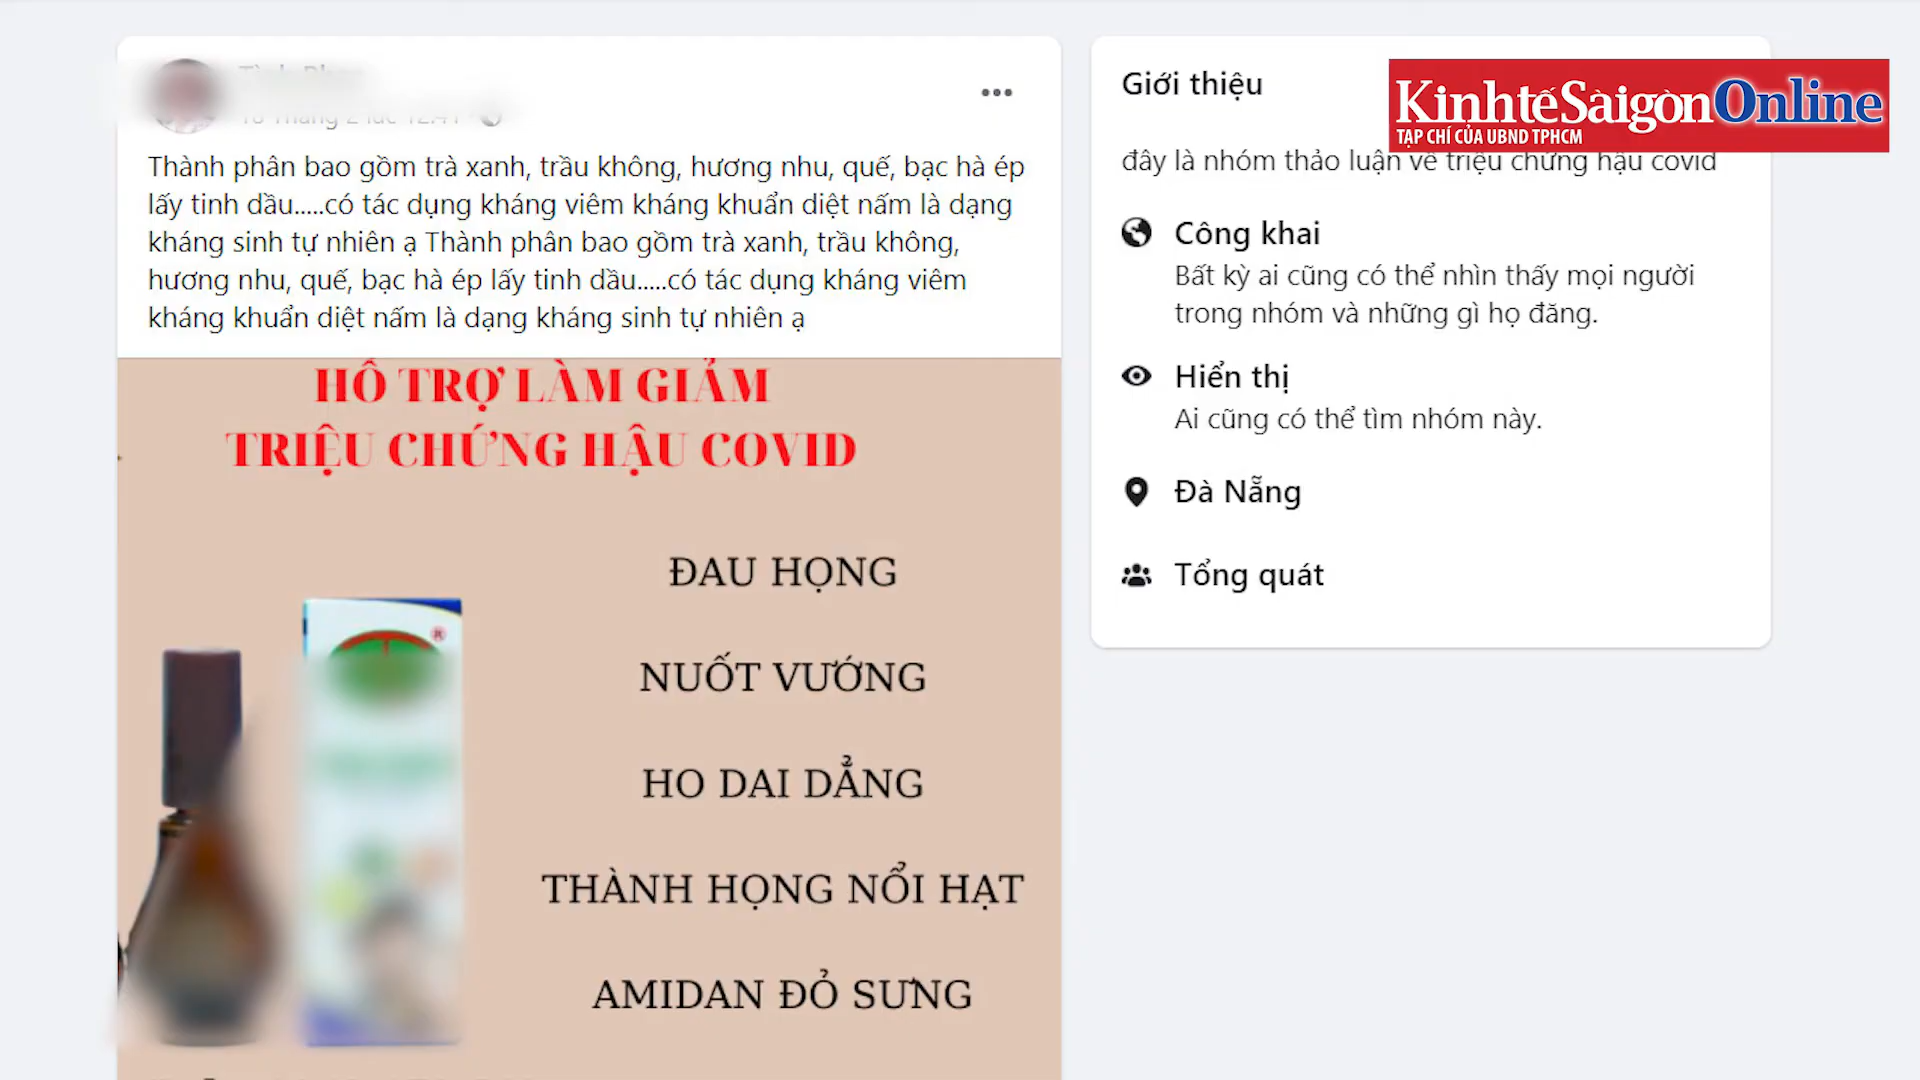 Thành phân bao gồm trà xanh, trầu không, hương nhu, quế, bạc hà ép
lấy tinh dầu.....có tác dụng kháng viêm kháng khuẩn diệt nấm là dạng
kháng sinh tự nhiên ạ Thành phân bao gồm trà xanh, trầu không,
hương nhu, quế, bạc hà ép lấy tinh dầu.....có tác dụng kháng viêm
kháng khuẩn diệt nấm là dạng kháng sinh tự nhiên ạ
HỖ TRỢ LÀM GIẢM
TRIỆU CHỨNG HẬU COVID
ĐAU HỌNG
NUỐT VƯỚNG
HO DAI DẲNG
THÀNH HỌNG NỔI HẠT
AMIDAN ĐỎ SƯNG
Giới thiệu
KinhtếSàigònOnline
TẠP CHÍ CỦA UBND TPHCM
đây là nhóm thảo luận về triệu chứng hậu covid
Công khai
Bất kỳ ai cũng có thể nhìn thấy mọi người
trong nhóm và những gì họ đăng.
Hiển thị
Ai cũng có thể tìm nhóm này.
Đà Nẵng
Tổng quát